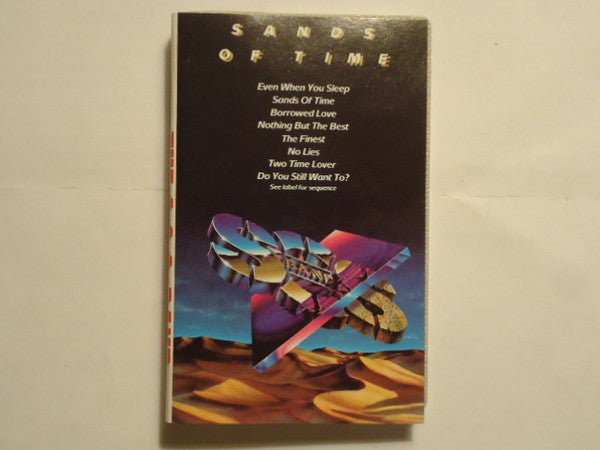 SANDS
OF TIME
Even When You Sleep
Sands Of Time
Borrowed Love
Nothing But The Best
The Finest
No Lies
Two Time Lover
Do You Still Want To?
See label for sequence
BAND